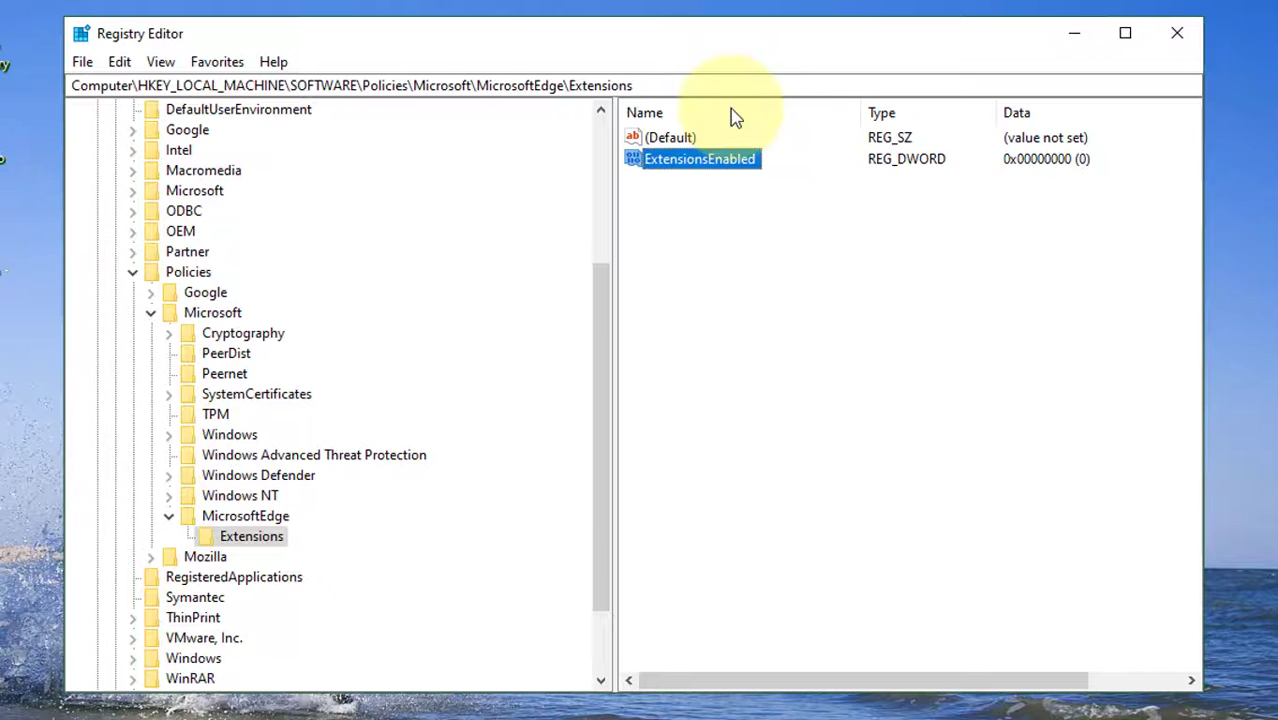 Registry Editor
File Edit View Favorites Help
Computer\HKEY_LOCAL_MACHINE\SOFTWARE\Policies\Microsoft\MicrosoftEdge\Extensions
DefaultUserEnvironment
Google
Intel
Macromedia
Microsoft
ODBC
OEM
Partner
Policies
Google
Microsoft
Cryptography
PeerDist
Peernet
SystemCertificates
TPM
Windows
Windows Advanced Threat Protection
Windows Defender
Windows NT
MicrosoftEdge
Extensions
Mozilla
RegisteredApplications
Symantec
ThinPrint
VMware, Inc.
Windows
WinRAR
Name Type Data
(Default) REG_SZ (value not set)
ExtensionsEnabled REG_DWORD 0x00000000 (0)